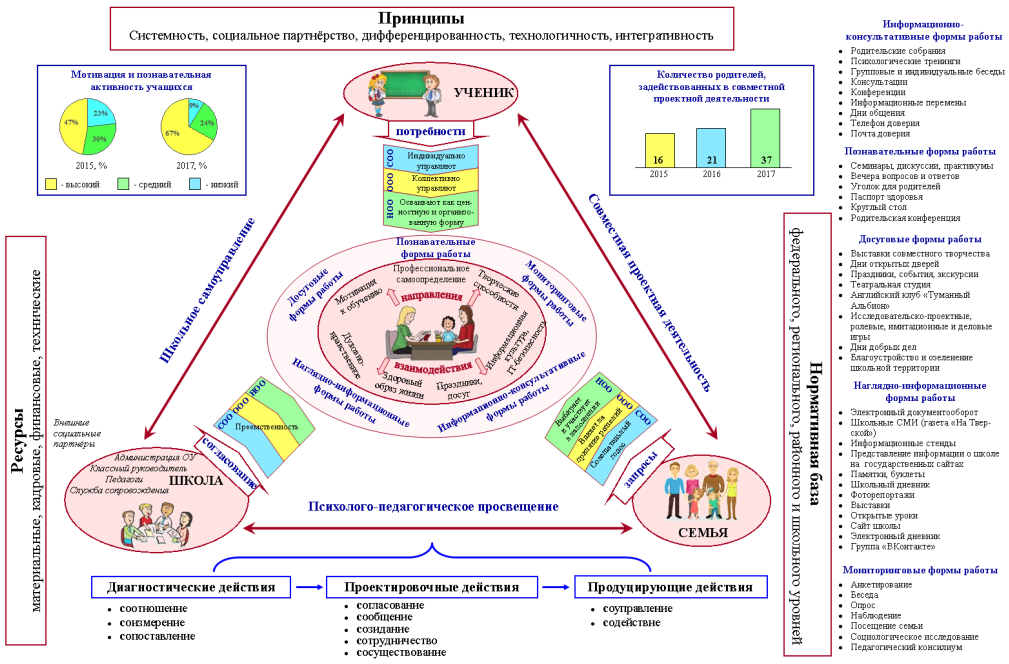 Принципы
Системность, социальное партнёрство, дифференцированность, технологичность, интегративность
Мотивация и познавательная
активность учащихся
47%
23%
30%
9%
24%
67%
2015, %
2017, %
- высокий
- средний
- низкий
УЧЕНИК
потребности
СОО
Индивидуально
управляют
ООО
Коллективно
управляют
НОО
Осваивают как цен-
ностную и организо-
ванную форму
Количество родителей,
задействованных в совместной
проектной деятельности
16
21
37
2015
2016
2017
Школьное самоуправление
Совместная проектная деятельность
Познавательные
формы работы
Досуговые
формы работы
Мониторинговые
формы работы
Наглядно-информационные
формы работы
Информационно-консультативные
формы работы
Профессиональное
самоопределение
Мотивация
к обучению
Творческие
способности
направления
Духовно-
нравственное
Информационная
культура,
IT-безопасность
взаимодействия
Здоровый
образ жизни
Праздники,
досуг
СОО ООО НОО
Преемственность
согласование
НОО ООО СОО
Выбирает
и участвует
в наполнении
Влияет на
принятие решений
Совещательный
голос
запросы
Внешние
социальные
партнёры
Администрация ОУ
Классный руководитель
Педагоги
Служба сопровождения
ШКОЛА
СЕМЬЯ
Психолого-педагогическое просвещение
Диагностические действия
• соотношение
• соизмерение
• сопоставление
Проектировочные действия
• согласование
• сообщение
• созидание
• сотрудничество
• сосуществование
Продуцирующие действия
• соуправление
• содействие
Ресурсы
материальные, кадровые, финансовые, технические
Нормативная база
федерального, регионального, районного и школьного уровней
Информационно-
консультативные формы работы
• Родительские собрания
• Психологические тренинги
• Групповые и индивидуальные беседы
• Консультации
• Конференции
• Информационные перемены
• Дни общения
• Телефон доверия
• Почта доверия
Познавательные формы работы
• Семинары, дискуссии, практикумы
• Вечера вопросов и ответов
• Уголок для родителей
• Паспорт здоровья
• Круглый стол
• Родительская конференция
Досуговые формы работы
• Выставки совместного творчества
• Дни открытых дверей
• Праздники, события, экскурсии
• Театральная студия
• Английский клуб «Туманный
Альбион»
• Исследовательско-проектные,
ролевые, имитационные и деловые
игры
• Дни добрых дел
• Благоустройство и озеленение
школьной территории
Наглядно-информационные
формы работы
• Электронный документооборот
• Школьные СМИ (газета «На Твер-
ской»)
• Информационные стенды
• Представление информации о школе
на государственных сайтах
• Памятки, буклеты
• Школьный дневник
• Фоторепортажи
• Выставки
• Открытые уроки
• Сайт школы
• Электронный дневник
• Группа «ВКонтакте»
Мониторинговые формы работы
• Анкетирование
• Беседа
• Опрос
• Наблюдение
• Посещение семьи
• Социологическое исследование
• Педагогический консилиум